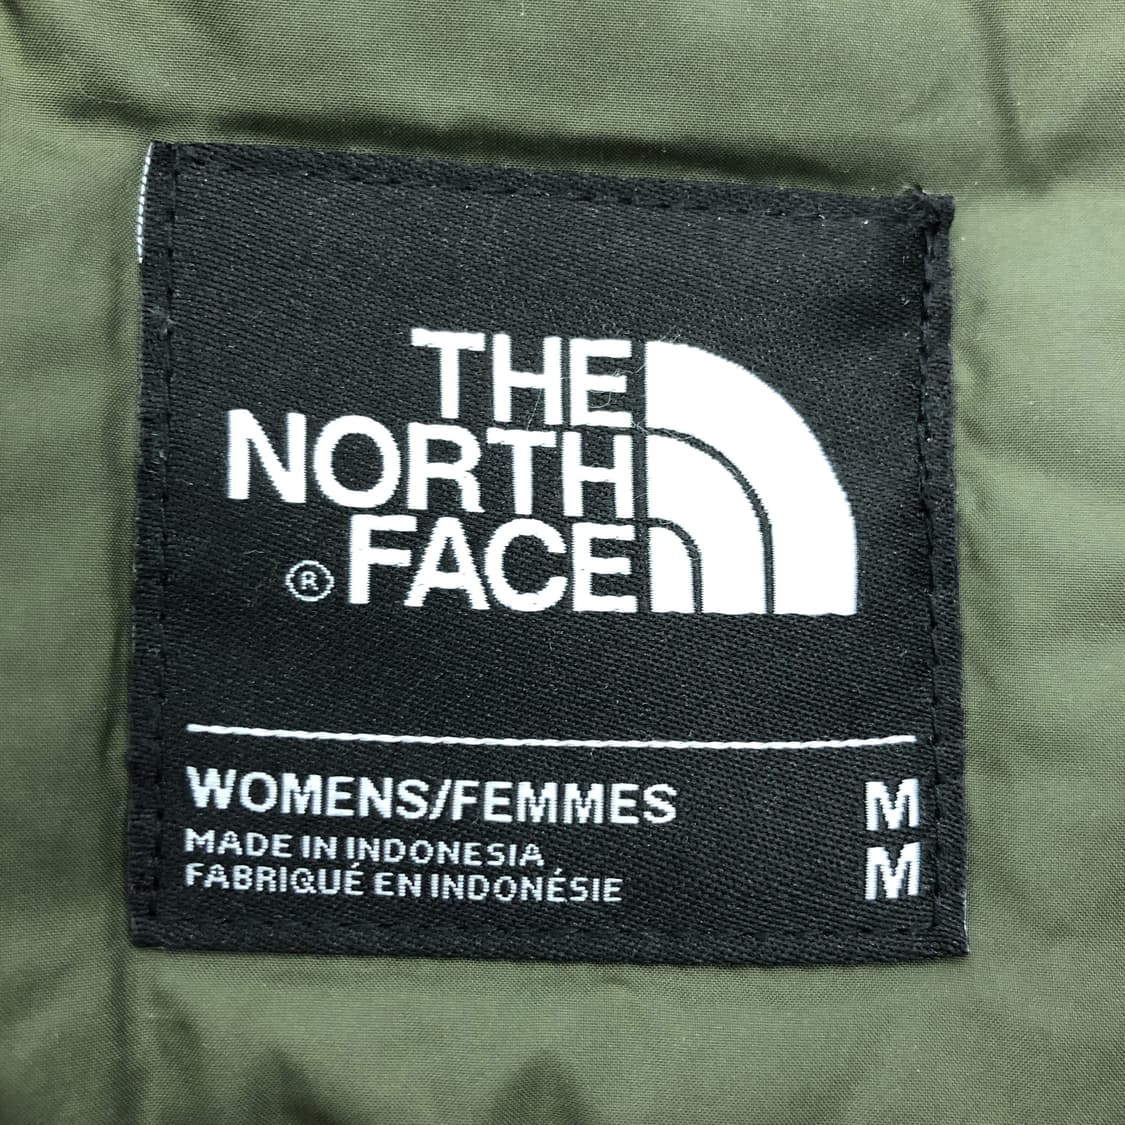 THE
NORTH
® FACE
WOMENS/FEMMES M
MADE IN INDONESIA M
FABRIQUÉ EN INDONÉSIE